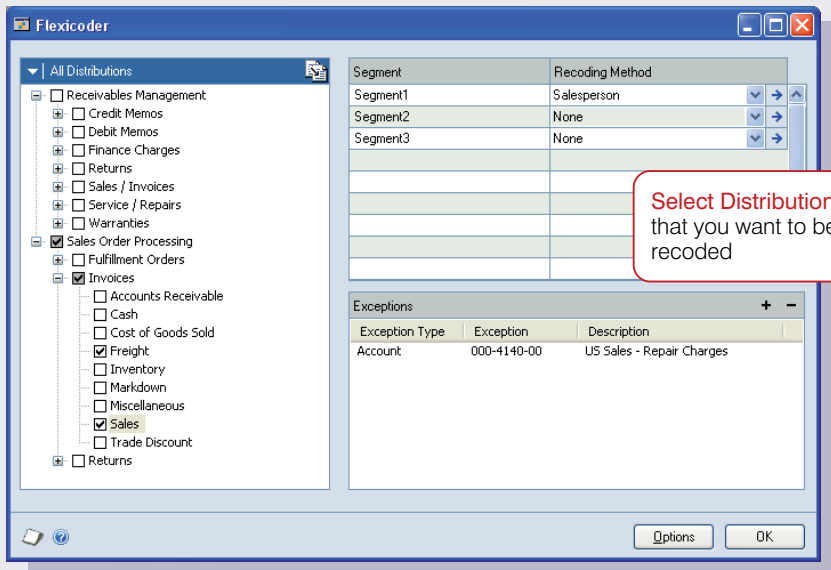 Flexicoder
All Distributions
Receivables Management
Credit Memos
Debit Memos
Finance Charges
Returns
Sales / Invoices
Service / Repairs
Warranties
Sales Order Processing
Fulfillment Orders
Invoices
Accounts Receivable
Cash
Cost of Goods Sold
Freight
Inventory
Markdown
Miscellaneous
Sales
Trade Discount
Returns
Segment Recoding Method
Segment1 Salesperson
Segment2 None
Segment3 None
Select Distribution
that you want to be
recoded
Exceptions + -
Exception Type Exception Description
Account 000-4140-00 US Sales - Repair Charges
Options OK